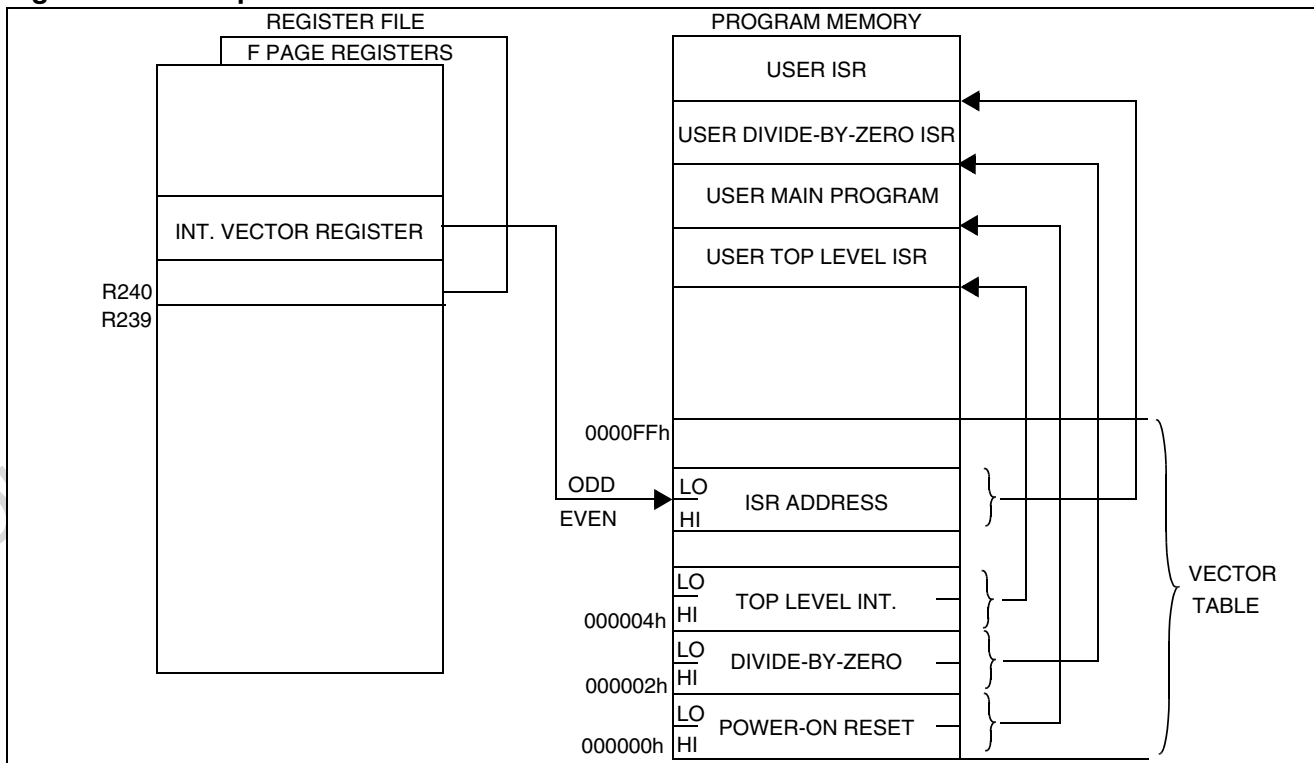 REGISTER FILE
F PAGE REGISTERS
INT. VECTOR REGISTER
R240
R239
PROGRAM MEMORY
USER ISR
USER DIVIDE-BY-ZERO ISR
USER MAIN PROGRAM
USER TOP LEVEL ISR
0000FFh
ODD
EVEN
LO
ISR ADDRESS
HI
LO
TOP LEVEL INT.
000004h HI
LO
DIVIDE-BY-ZERO
000002h HI
LO
POWER-ON RESET
000000h HI
VECTOR
TABLE